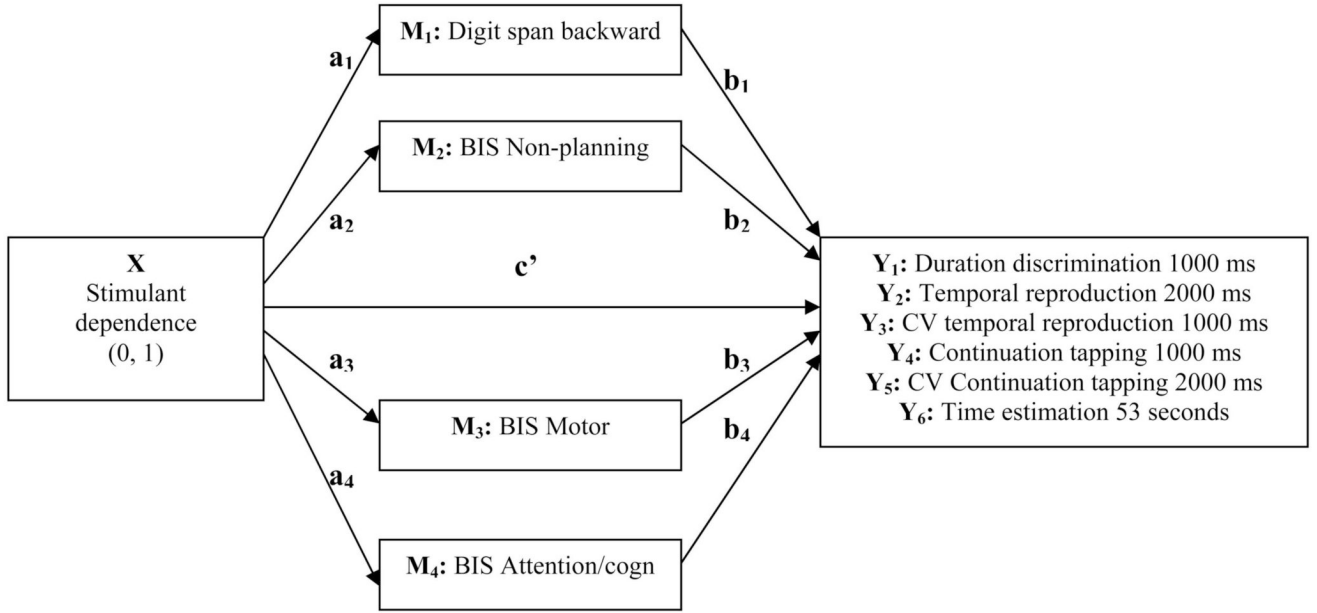 M₁: Digit span backward
a₁
b₁
M₂: BIS Non-planning
a₂
b₂
X
Stimulant
dependence
(0, 1)
c’
Y₁: Duration discrimination 1000 ms
Y₂: Temporal reproduction 2000 ms
Y₃: CV temporal reproduction 1000 ms
Y₄: Continuation tapping 1000 ms
Y₅: CV Continuation tapping 2000 ms
Y₆: Time estimation 53 seconds
a₃
b₃
M₃: BIS Motor
a₄
b₄
M₄: BIS Attention/cogn